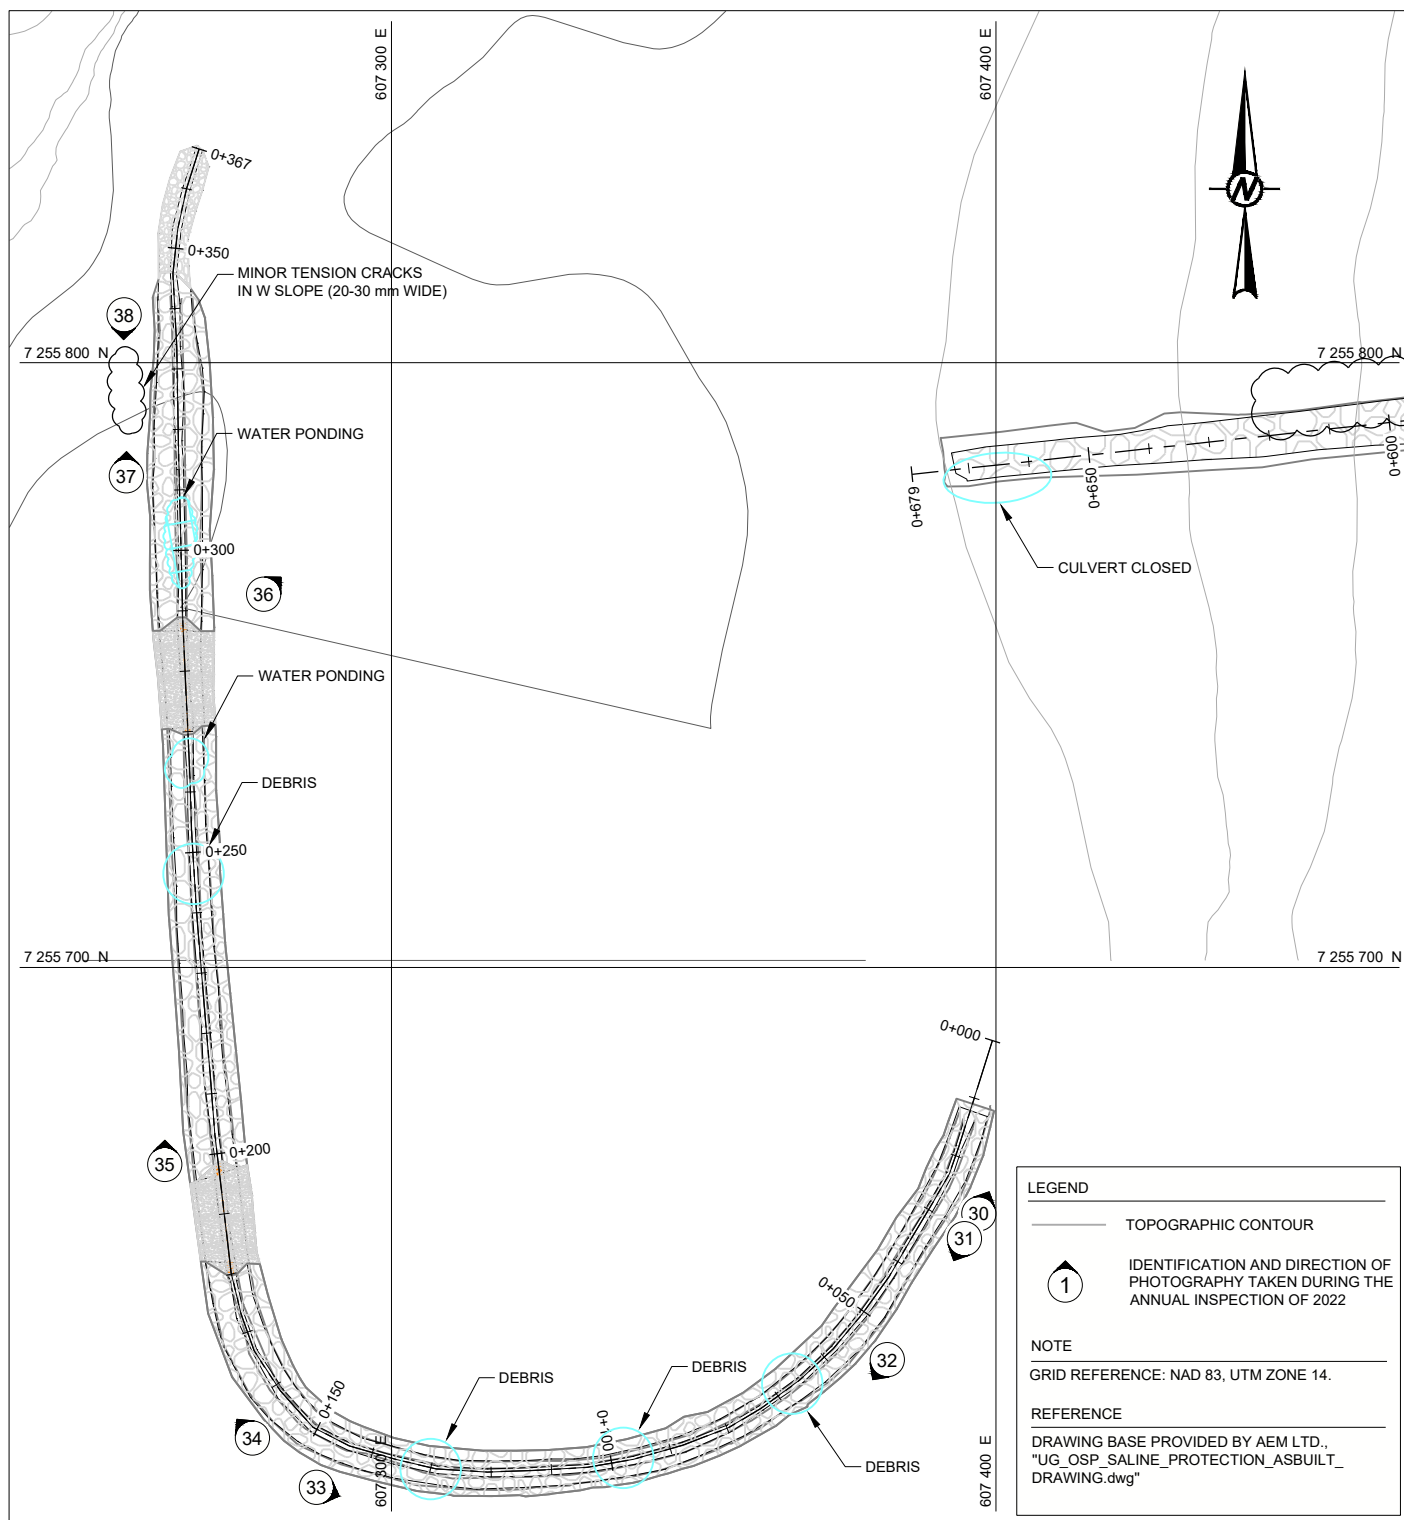 607 300 E
607 400 E
N
0+367
0+350
MINOR TENSION CRACKS
IN W SLOPE (20-30 mm WIDE)
38
7 255 800 N
7 255 800 N
WATER PONDING
37
0+600
0+650
0+679
0+300
CULVERT CLOSED
36
WATER PONDING
DEBRIS
0+250
7 255 700 N
7 255 700 N
0+000
0+200
35
30
31
0+050
32
DEBRIS
DEBRIS
0+150
0+100
34
33
DEBRIS
607 300 E
607 400 E
LEGEND
TOPOGRAPHIC CONTOUR
1
IDENTIFICATION AND DIRECTION OF
PHOTOGRAPHY TAKEN DURING THE
ANNUAL INSPECTION OF 2022
NOTE
GRID REFERENCE: NAD 83, UTM ZONE 14.
REFERENCE
DRAWING BASE PROVIDED BY AEM LTD.,
"UG_OSP_SALINE_PROTECTION_ASBUILT_
DRAWING.dwg"